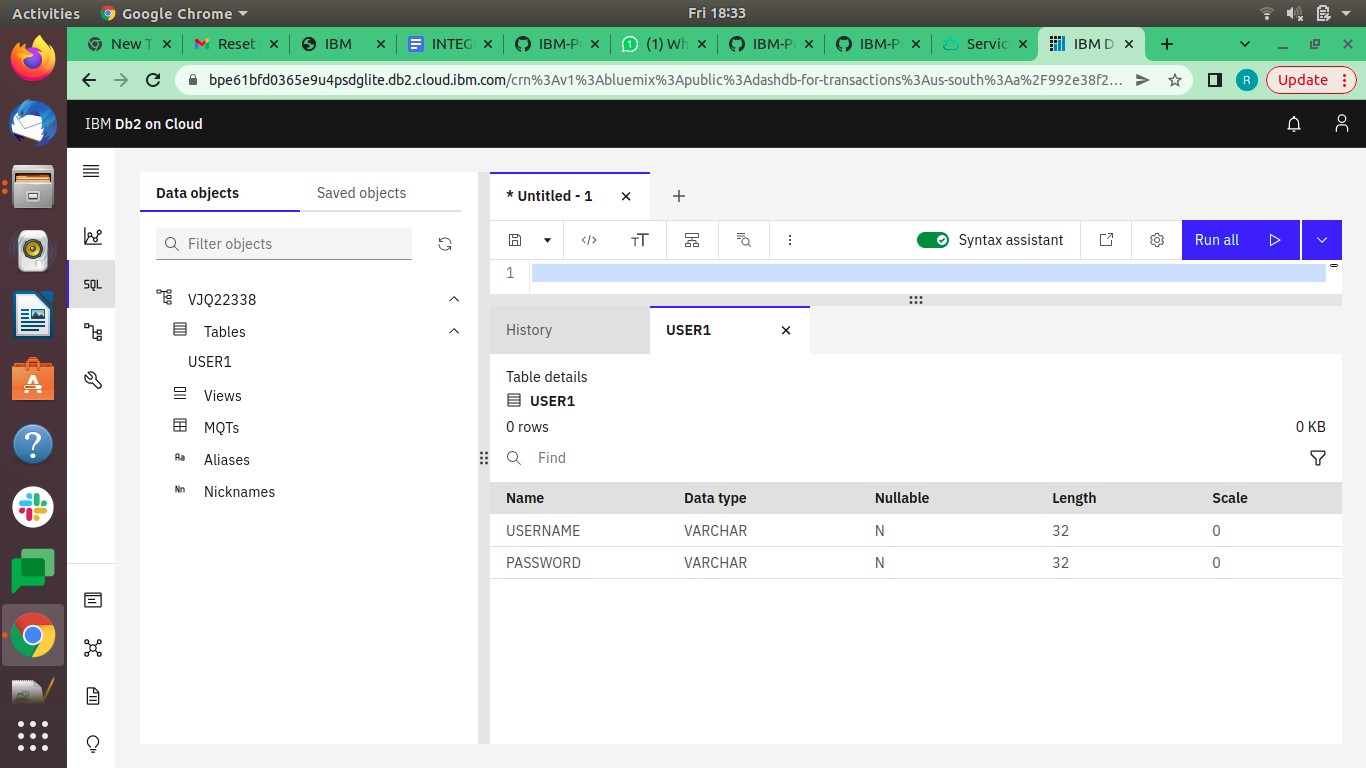 Activities
Google Chrome
Fri 18:33
New T
Reset
IBM
INTEG
IBM-P
(1) Wh
IBM-P
IBM-P
Servic
IBM D
bpe61bfd0365e9u4psdglite.db2.cloud.ibm.com/crn%3Av1%3Abluemix%3Apublic%3Adashdb-for-transactions%3Aus-south%3Aa%2F992e38f2...
R
Update
IBM Db2 on Cloud
Data objects
Saved objects
* Untitled - 1
Filter objects
</>
TT
Syntax assistant
Run all
1
SQL
VJQ22338
Tables
USER1
Views
MQTs
Aa
Aliases
Nn
Nicknames
History
USER1
Table details
USER1
0 rows
0 KB
Find
Name Data type Nullable Length Scale
USERNAME VARCHAR N 32 0
PASSWORD VARCHAR N 32 0